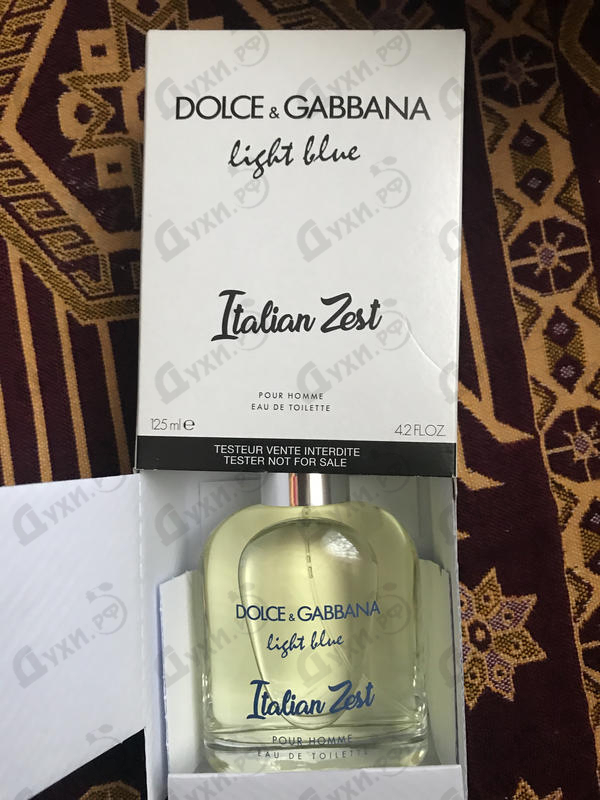 DOLCE & GABBANA
light blue
Italian Zest
POUR HOMME
EAU DE TOILETTE
125 ml e
4.2 FL.OZ.
TESTEUR VENTE INTERDITE
TESTER NOT FOR SALE
DOLCE & GABBANA
light blue
Italian Zest
POUR HOMME
EAU DE TOILETTE
Духи.РФ